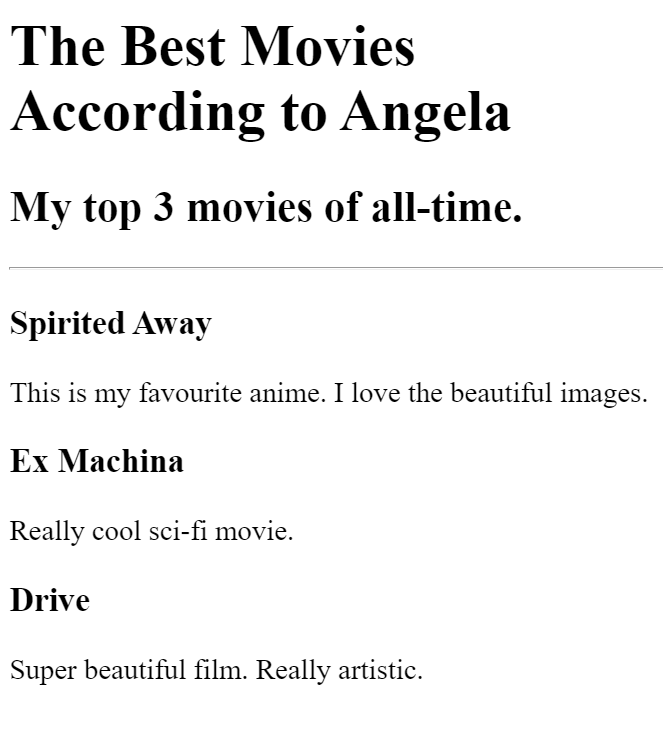 The Best Movies
According to Angela
My top 3 movies of all-time.
Spirited Away
This is my favourite anime. I love the beautiful images.
Ex Machina
Really cool sci-fi movie.
Drive
Super beautiful film. Really artistic.